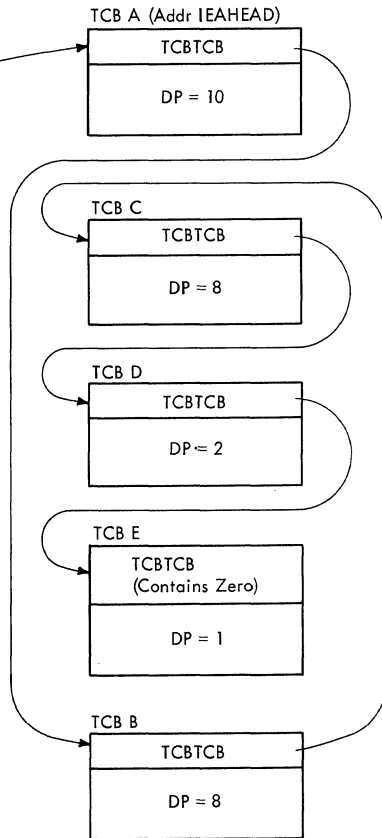 TCB A (Addr IEAHEAD)
TCBTCB
DP = 10
TCB C
TCBTCB
DP = 8
TCB D
TCBTCB
DP = 2
TCB E
TCBTCB
(Contains Zero)
DP = 1
TCB B
TCBTCB
DP = 8